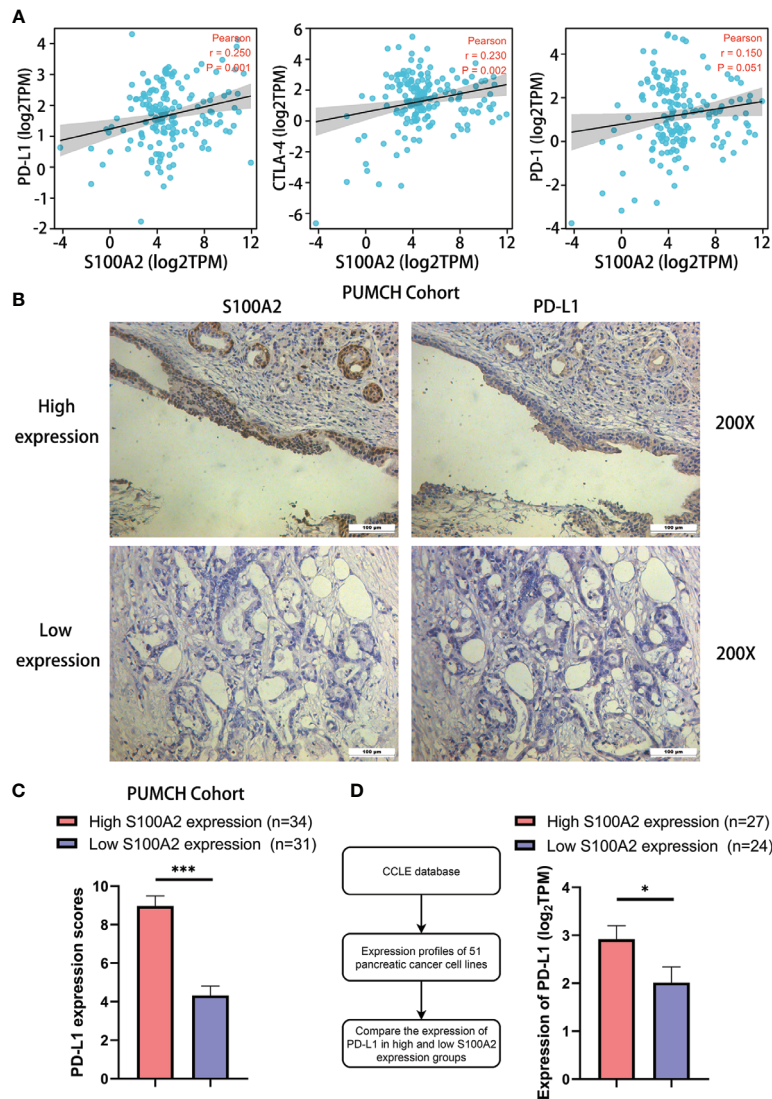 A
Pearson
r = 0.250
P = 0.001
PD-L1 (log2TPM)
4
3
2
1
0
-1
-2
-4
0
4
8
12
S100A2 (log2TPM)
Pearson
r = 0.230
P = 0.002
CTLA-4 (log2TPM)
6
4
2
0
-2
-4
-6
-4
0
4
8
12
S100A2 (log2TPM)
Pearson
r = 0.150
P = 0.051
PD-1 (log2TPM)
4
2
0
-2
-4
-4
0
4
8
12
S100A2 (log2TPM)
B
PUMCH Cohort
S100A2
PD-L1
High
expression
200X
100 μm
100 μm
Low
expression
200X
100 μm
100 μm
C
PUMCH Cohort
High S100A2 expression (n=34)
Low S100A2 expression (n=31)
PD-L1 expression scores
10
8
6
4
2
0
***
D
CCLE database
Expression profiles of 51
pancreatic cancer cell lines
Compare the expression of
PD-L1 in high and low S100A2
expression groups
High S100A2 expression (n=27)
Low S100A2 expression (n=24)
Expression of PD-L1 (log₂TPM)
4
3
2
1
0
*